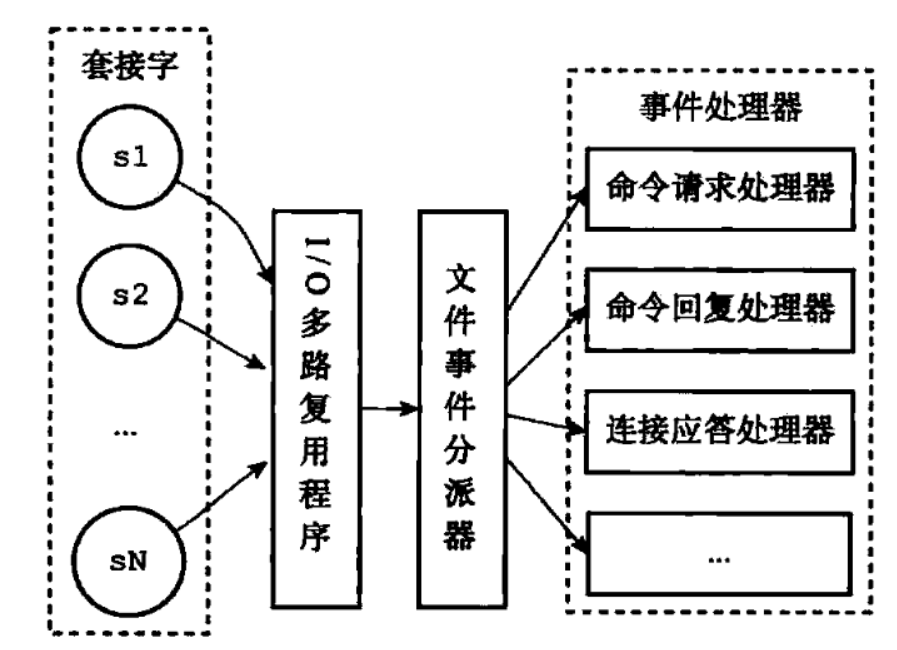 套接字
s1
s2
...
sN
I/O多路复用程序
文件事件分派器
事件处理器
命令请求处理器
命令回复处理器
连接应答处理器
...